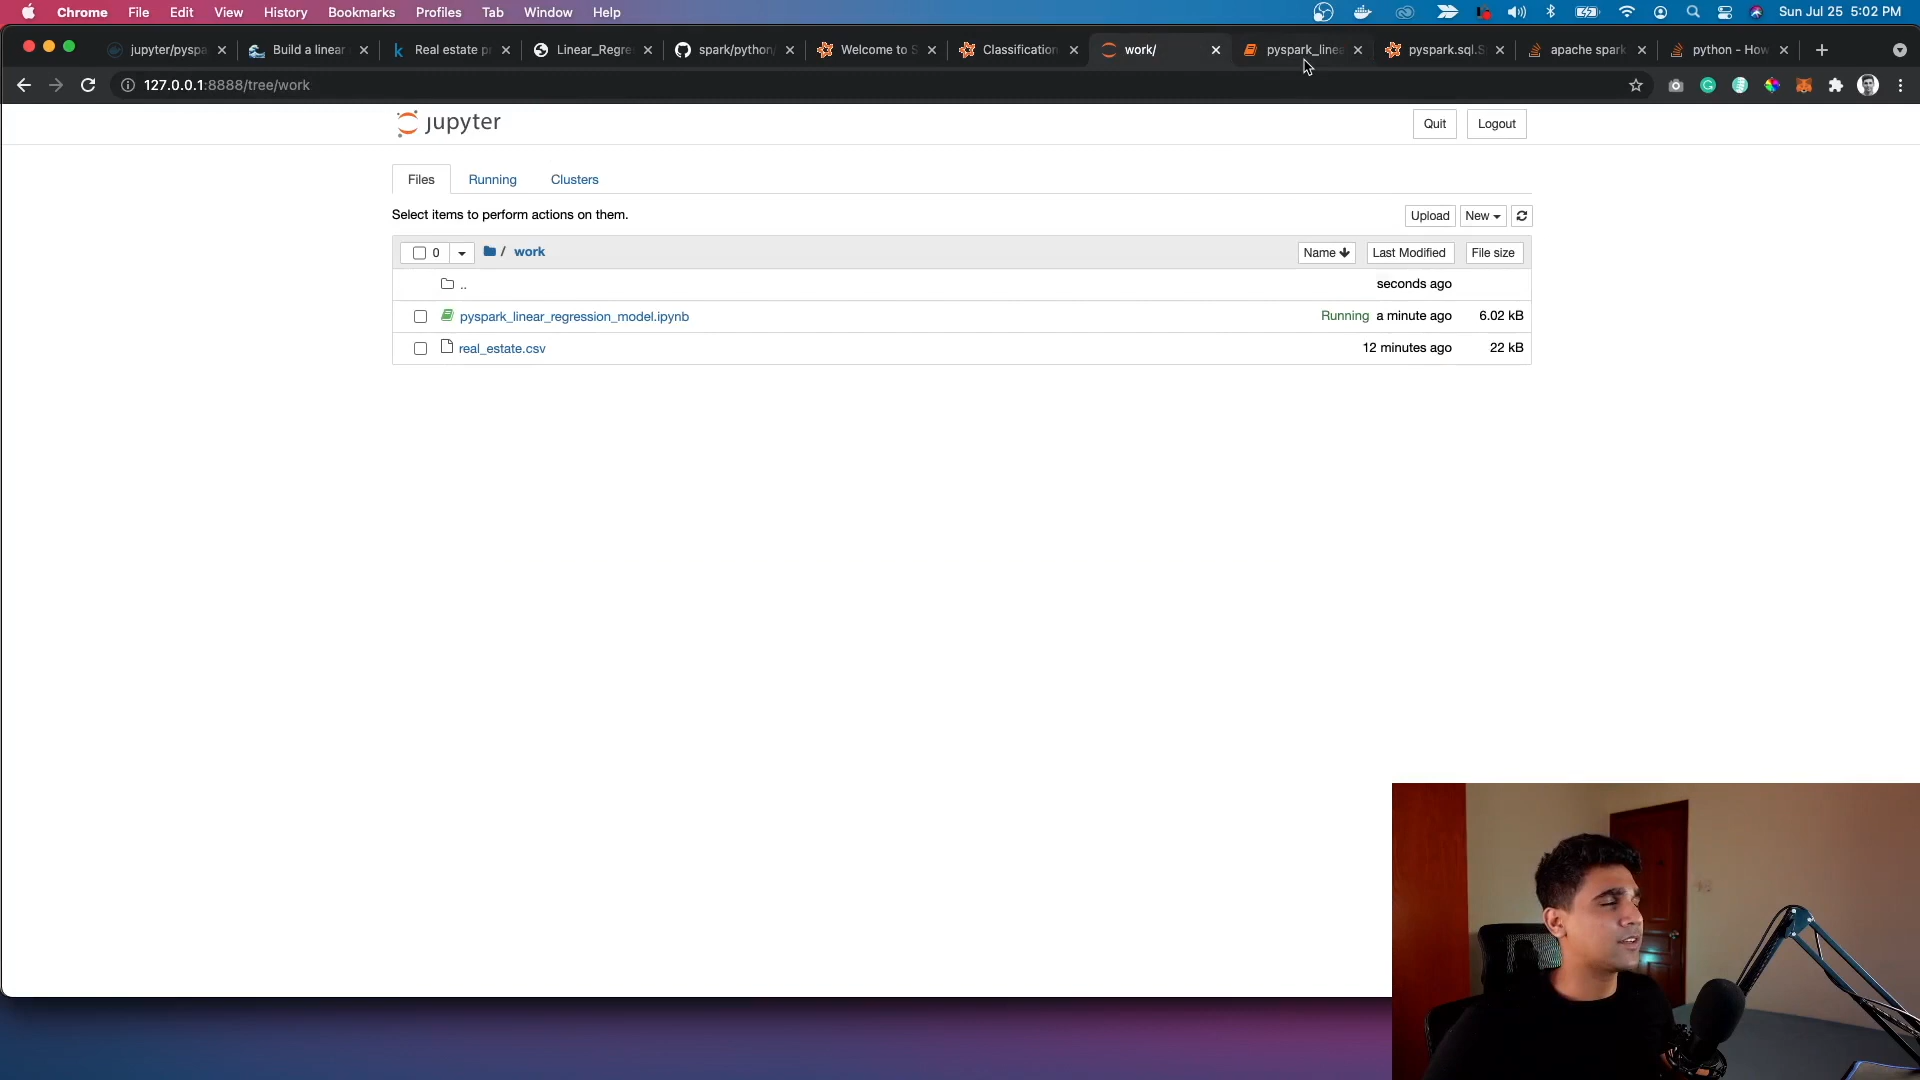 Chrome File Edit View History Bookmarks Profiles Tab Window Help Sun Jul 25 5:02 PM
jupyter/pyspa Build a linear Real estate p Linear_Regre spark/python Welcome to S Classification work/ pyspark_linea pyspark.sql.S apache spark python - How
127.0.0.1:8888/tree/work
jupyter Quit Logout
Files Running Clusters
Select items to perform actions on them. Upload New
0 / work Name Last Modified File size
.. seconds ago
pyspark_linear_regression_model.ipynb Running a minute ago 6.02 kB
real_estate.csv 12 minutes ago 22 kB